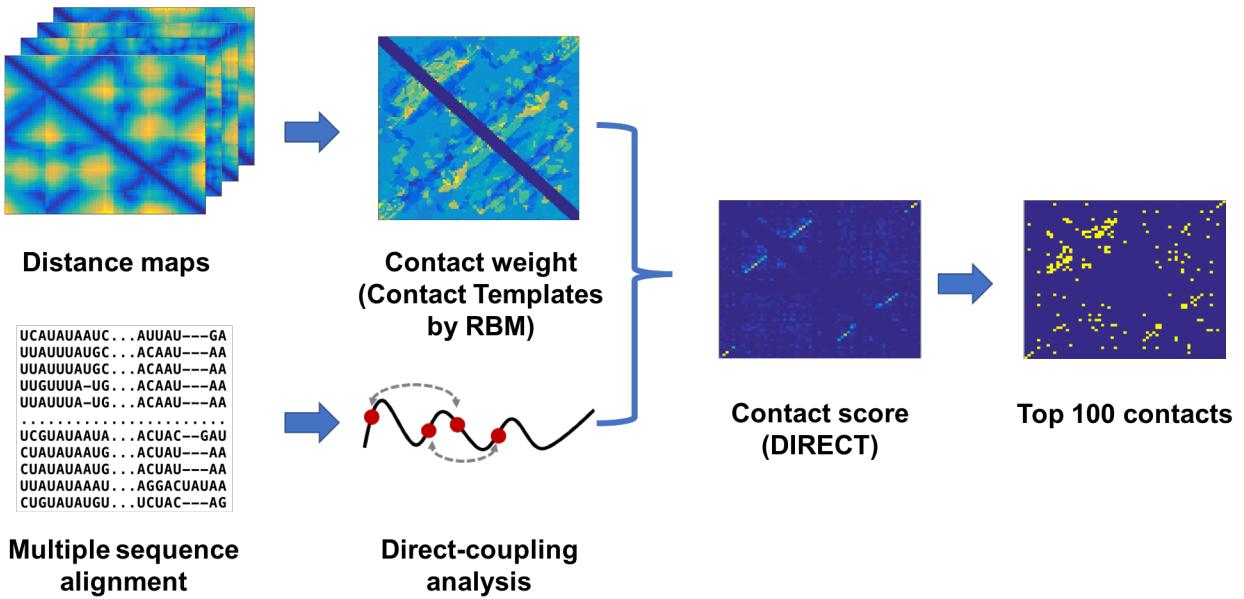 Distance maps
Contact weight
(Contact Templates
by RBM)
UCAUAUAAUC...AUUAU---GA
UUAUUUAUGC...ACAAU---AA
UUAUUUAUGC...ACAAU---AA
UUGUUUA-UG...ACAAU---AA
UUAUUUA-UG...ACAAU---AA
.......................
UCGUAUAAUA...ACUAC--GAU
CUAUAUAAUG...ACUAU---AA
CUAUAUAAUG...ACUAU---AA
UUAUAUAAAU...AGGACUAUAA
CUGUAUAUGU...UCUAC---AG
Multiple sequence
alignment
Direct-coupling
analysis
Contact score
(DIRECT)
Top 100 contacts